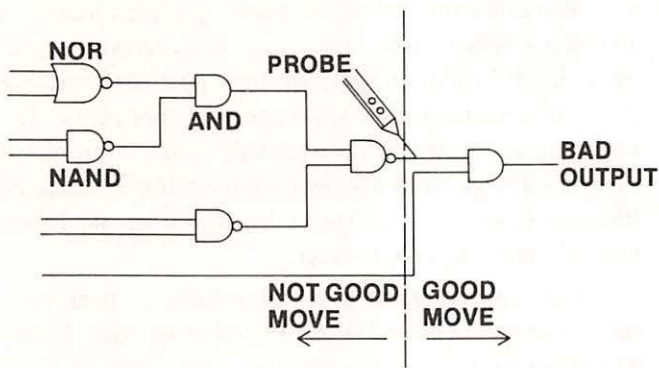 NOR
PROBE
AND
NAND
BAD
OUTPUT
NOT GOOD
MOVE
GOOD
MOVE